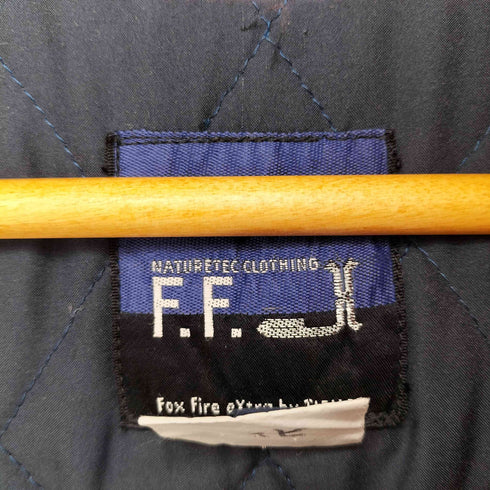 NATURETEC CLOTHING
F.F.
Fox Fire extra by